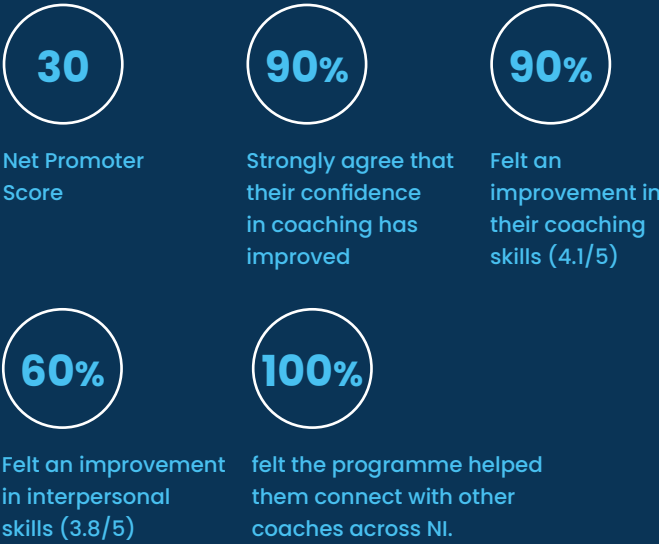 30
Net Promoter
Score
90%
Strongly agree that
their confidence
in coaching has
improved
90%
Felt an
improvement in
their coaching
skills (4.1/5)
60%
Felt an improvement
in interpersonal
skills (3.8/5)
100%
felt the programme helped
them connect with other
coaches across NI.